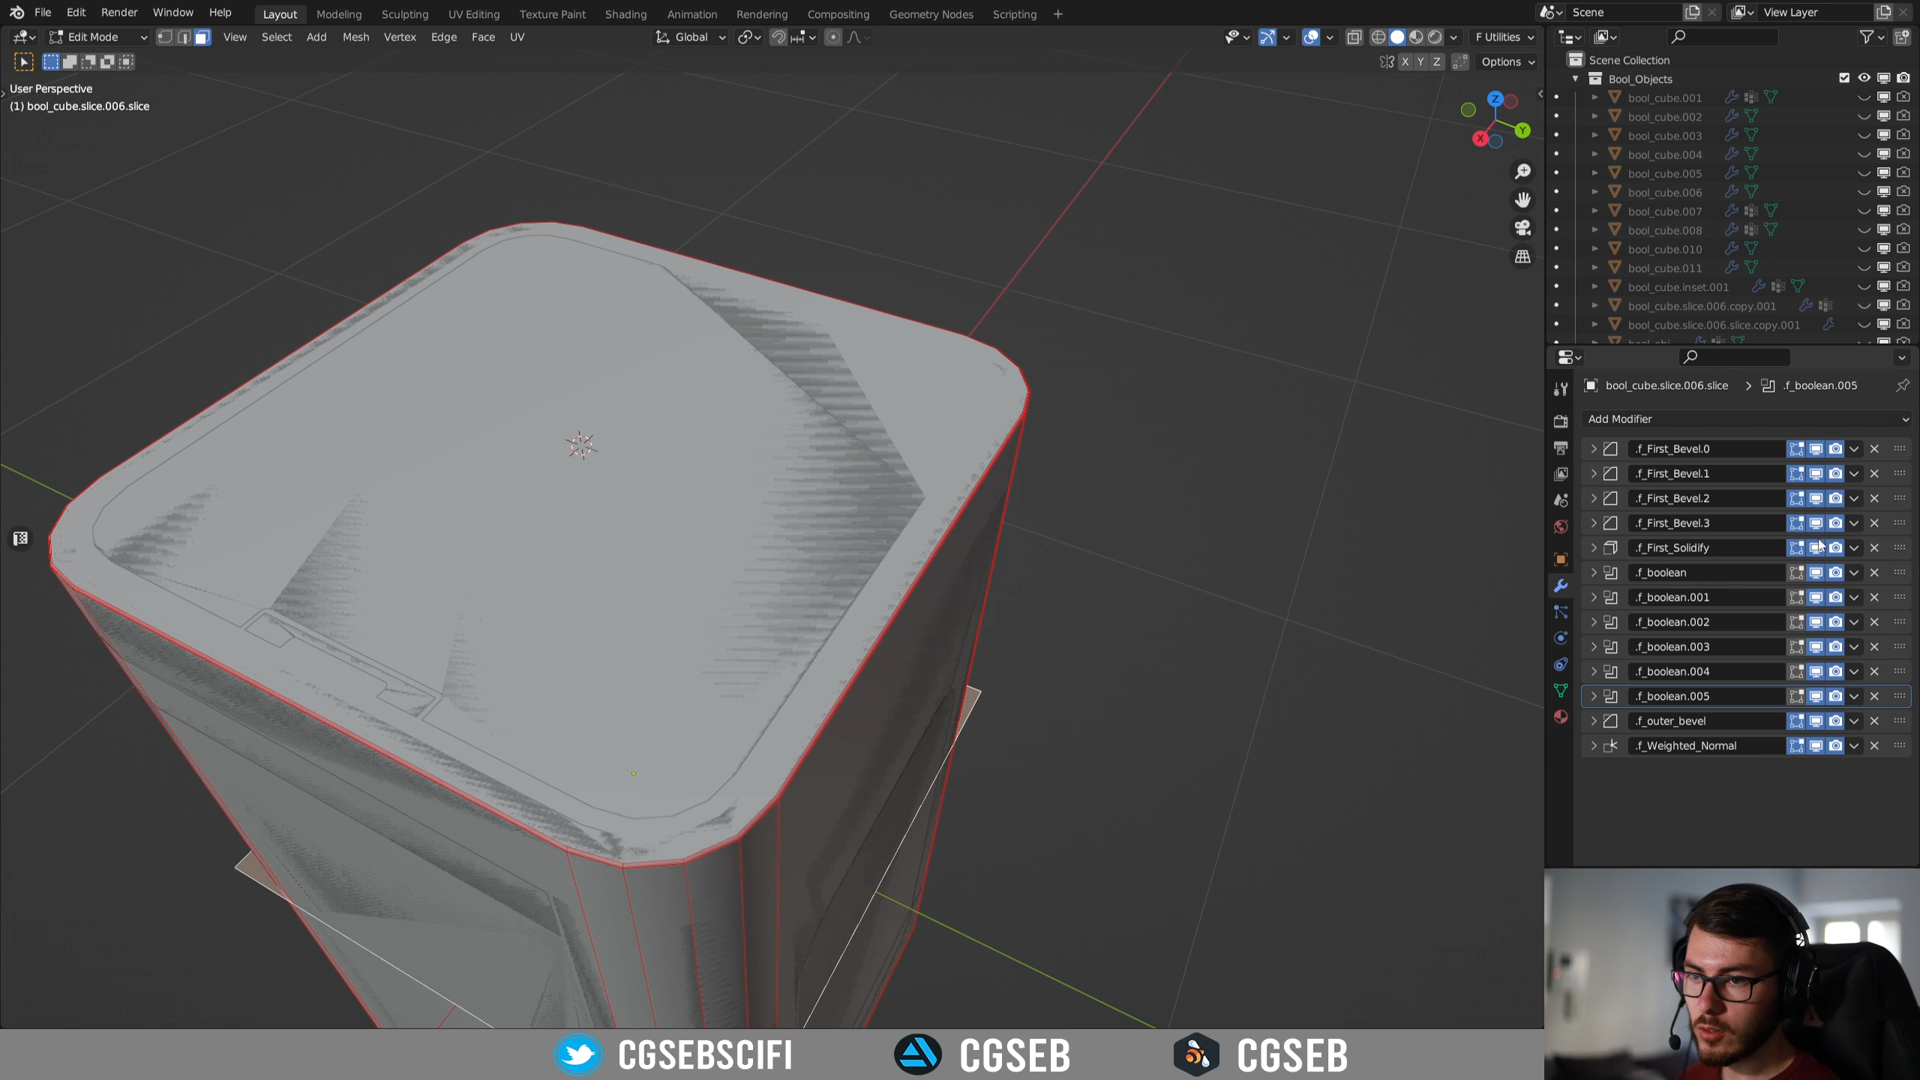 File Edit Render Window Help Layout Modeling Sculpting UV Editing Texture Paint Shading Animation Rendering Compositing Geometry Nodes Scripting + Scene View Layer
Edit Mode View Select Add Mesh Vertex Edge Face UV Global F Utilities
X Y Z Options
User Perspective
(1) bool_cube.slice.006.slice
Z
Y
X
Scene Collection
Bool_Objects
bool_cube.001
bool_cube.002
bool_cube.003
bool_cube.004
bool_cube.005
bool_cube.006
bool_cube.007
bool_cube.008
bool_cube.010
bool_cube.011
bool_cube.inset.001
bool_cube.slice.006.copy.001
bool_cube.slice.006.slice.copy.001
bool_cube.slice.006.slice > .f_boolean.005
Add Modifier
.f_First_Bevel.0
.f_First_Bevel.1
.f_First_Bevel.2
.f_First_Bevel.3
.f_First_Solidify
.f_boolean
.f_boolean.001
.f_boolean.002
.f_boolean.003
.f_boolean.004
.f_boolean.005
.f_outer_bevel
.f_Weighted_Normal
CGSEBSCIFI CGSEB CGSEB